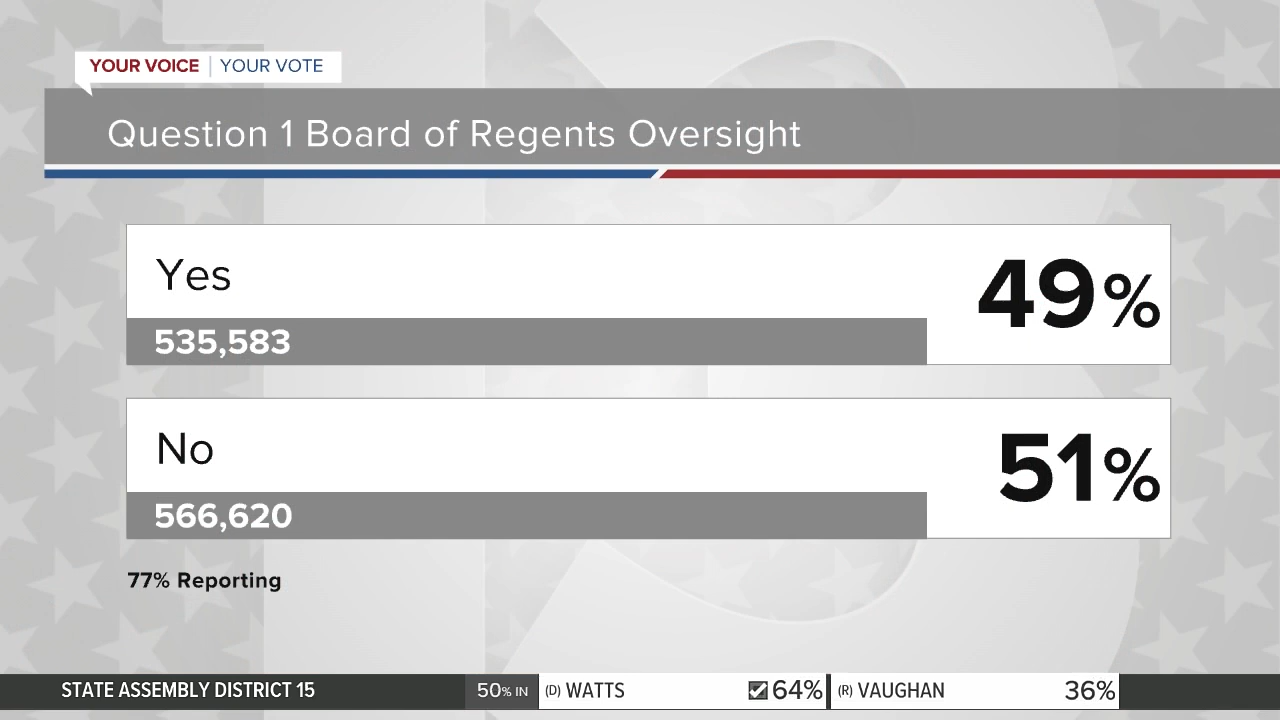 YOUR VOICE | YOUR VOTE
Question 1 Board of Regents Oversight
Yes
49%
535,583
No
51%
566,620
77% Reporting
STATE ASSEMBLY DISTRICT 15 50% IN (D) WATTS 64% (R) VAUGHAN 36%